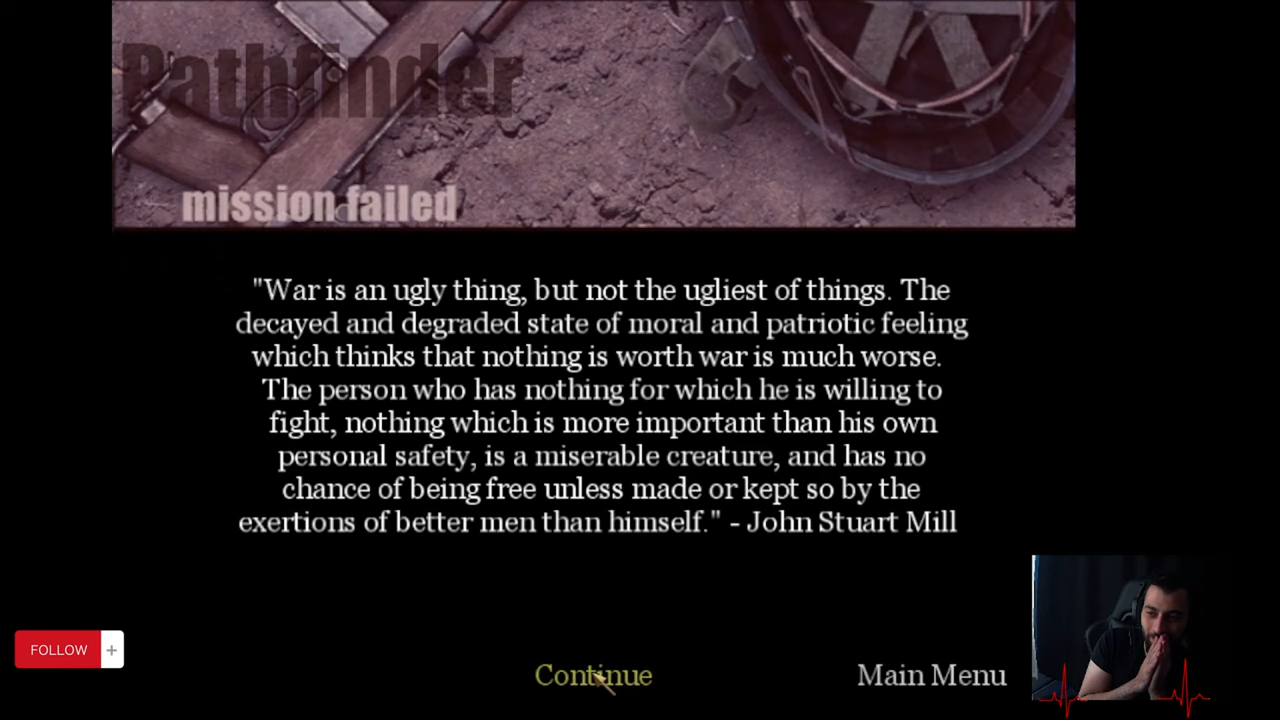 Pathfinder
mission failed
"War is an ugly thing, but not the ugliest of things. The
decayed and degraded state of moral and patriotic feeling
which thinks that nothing is worth war is much worse.
The person who has nothing for which he is willing to
fight, nothing which is more important than his own
personal safety, is a miserable creature, and has no
chance of being free unless made or kept so by the
exertions of better men than himself." - John Stuart Mill
FOLLOW +
Continue
Main Menu